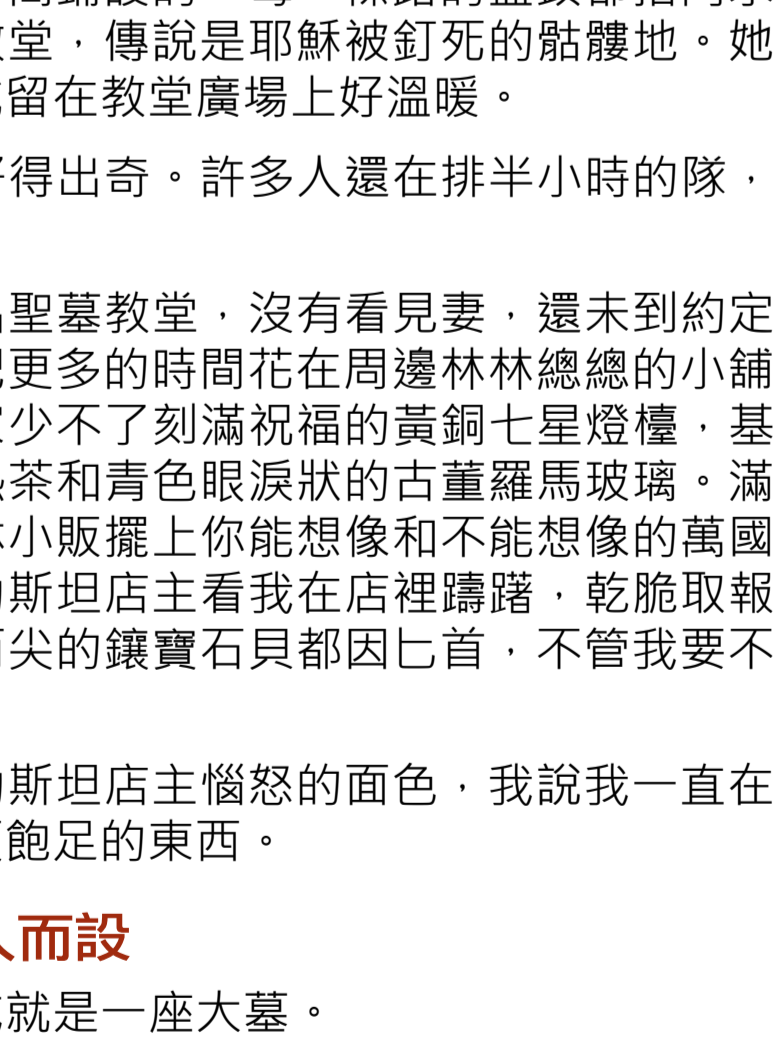 堂，傳說是耶穌被釘死的骷髏地。她
留在教堂廣場上好溫暖。
得出奇。許多人還在排半小時的隊，
聖墓教堂，沒有看見妻，還未到約定
更多的時間花在周邊林林總總的小舖
少不了刻滿祝福的黃銅七星燈檯，基
茶和青色眼淚狀的古董羅馬玻璃。滿
小販擺上你能想像和不能想像的萬國
斯坦店主看我在店裡躊躇，乾脆取報
尖的鑲寶石貝都因匕首，不管我要不
斯坦店主惱怒的面色，我說我一直在
飽足的東西。
人而設
就是一座大墓。